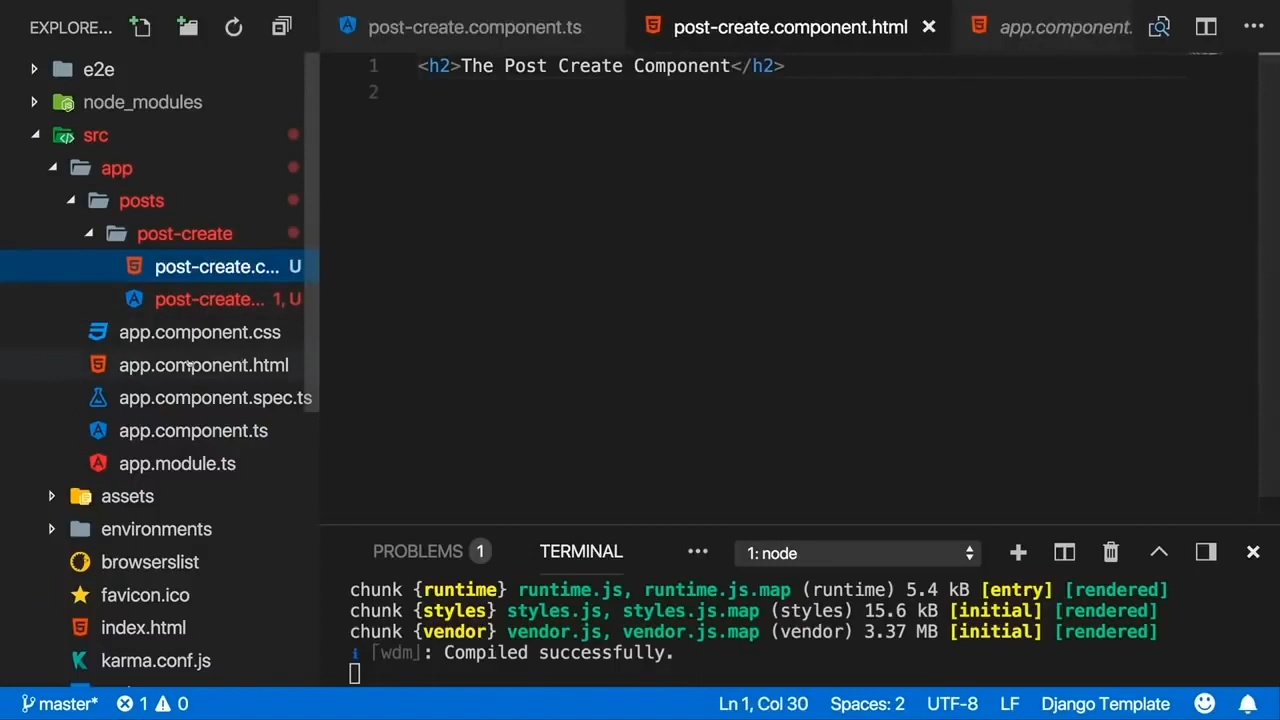 EXPLORE...
post-create.component.ts
post-create.component.html
app.component.
e2e
node_modules
src
app
posts
post-create
post-create.c... U
post-create... 1, U
app.component.css
app.component.html
app.component.spec.ts
app.component.ts
app.module.ts
assets
environments
browserslist
favicon.ico
index.html
karma.conf.js
1 <h2>The Post Create Component</h2>
2
PROBLEMS 1 TERMINAL ... 1: node
chunk {runtime} runtime.js, runtime.js.map (runtime) 5.4 kB [entry] [rendered]
chunk {styles} styles.js, styles.js.map (styles) 15.6 kB [initial] [rendered]
chunk {vendor} vendor.js, vendor.js.map (vendor) 3.37 MB [initial] [rendered]
i ｢wdm｣: Compiled successfully.
master* 1 0 Ln 1, Col 30 Spaces: 2 UTF-8 LF Django Template